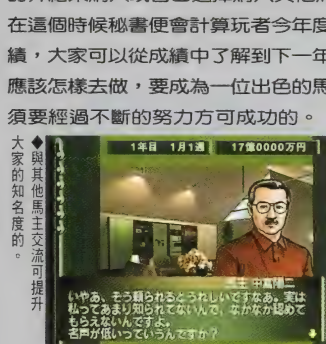 在這個時候秘書便會計算玩者今年度
績，大家可以從成績中了解到下一年
應該怎樣去做，要成為一位出色的馬
須要經過不斷的努力方可成功的。
◆與其他馬主交流可提升
大家的知名度的。
1年目 1月1週 17億0000万円
馬主 中富陽二
いやあ、そう頼られるとうれしいですなあ。実は
私ってあまり知られてないんで、なかなか認めて
もらえないんですよ。
名声が低いっていうんですか？